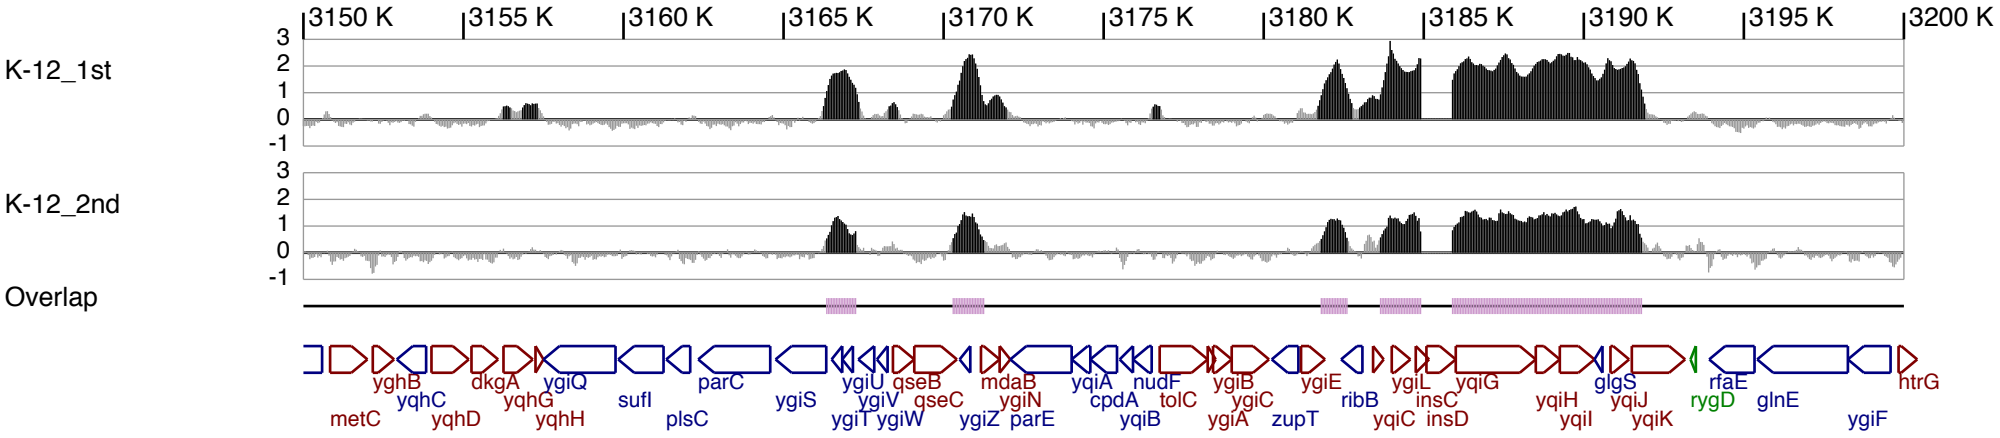 3150 K 3155 K 3160 K 3165 K 3170 K 3175 K 3180 K 3185 K 3190 K 3195 K 3200 K
K-12_1st
3
2
1
0
-1
K-12_2nd
3
2
1
0
-1
Overlap
yghB dkgA ygiQ parC ygiU qseB mdaB yqiA nudF ygiB ygiE ygiL yqiG glgS rfaE htrG
yqhC yqhG sufI ygiS ygiV qseC ygiN cpdA tolC ygiC ribB insC yqiH yqiJ rygD glnE
metC yqhD yqhH plsC ygiT ygiW ygiZ parE yqiB ygiA zupT yqiC insD yqiI yqiK ygiF